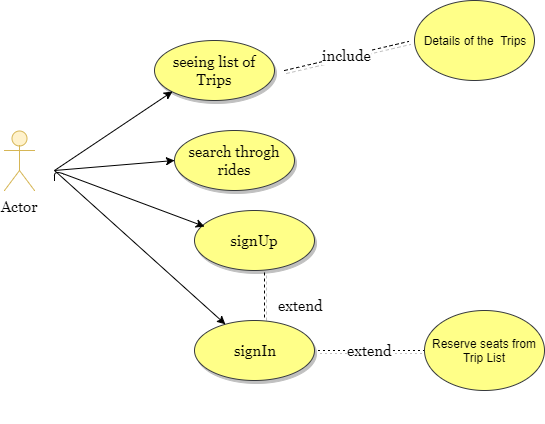 seeing list of
Trips
include
Details of the  Trips
search throgh
rides
Actor
signUp
extend
signIn
extend
Reserve seats from
Trip List